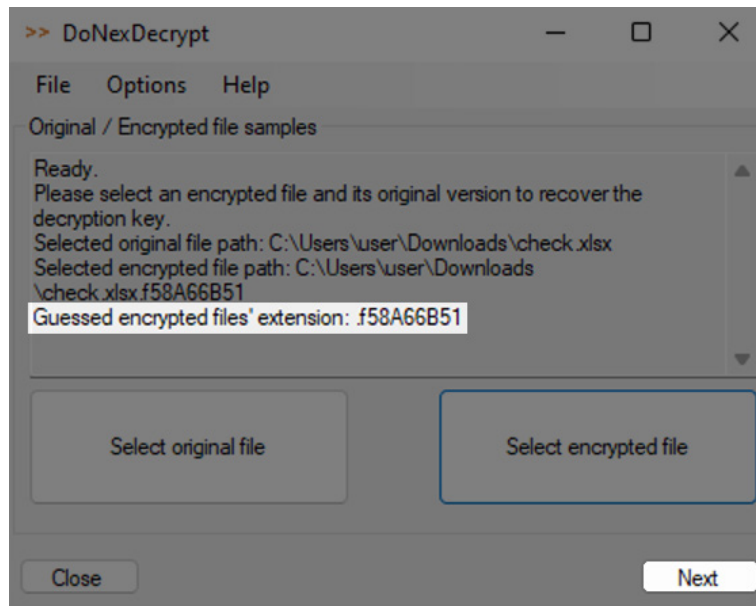 >> DoNexDecrypt
File Options Help
Original / Encrypted file samples
Ready.
Please select an encrypted file and its original version to recover the
decryption key.
Selected original file path: C:\Users\user\Downloads\check.xlsx
Selected encrypted file path: C:\Users\user\Downloads
\check.xlsx.f58A66B51
Guessed encrypted files' extension: .f58A66B51
Select original file Select encrypted file
Close Next